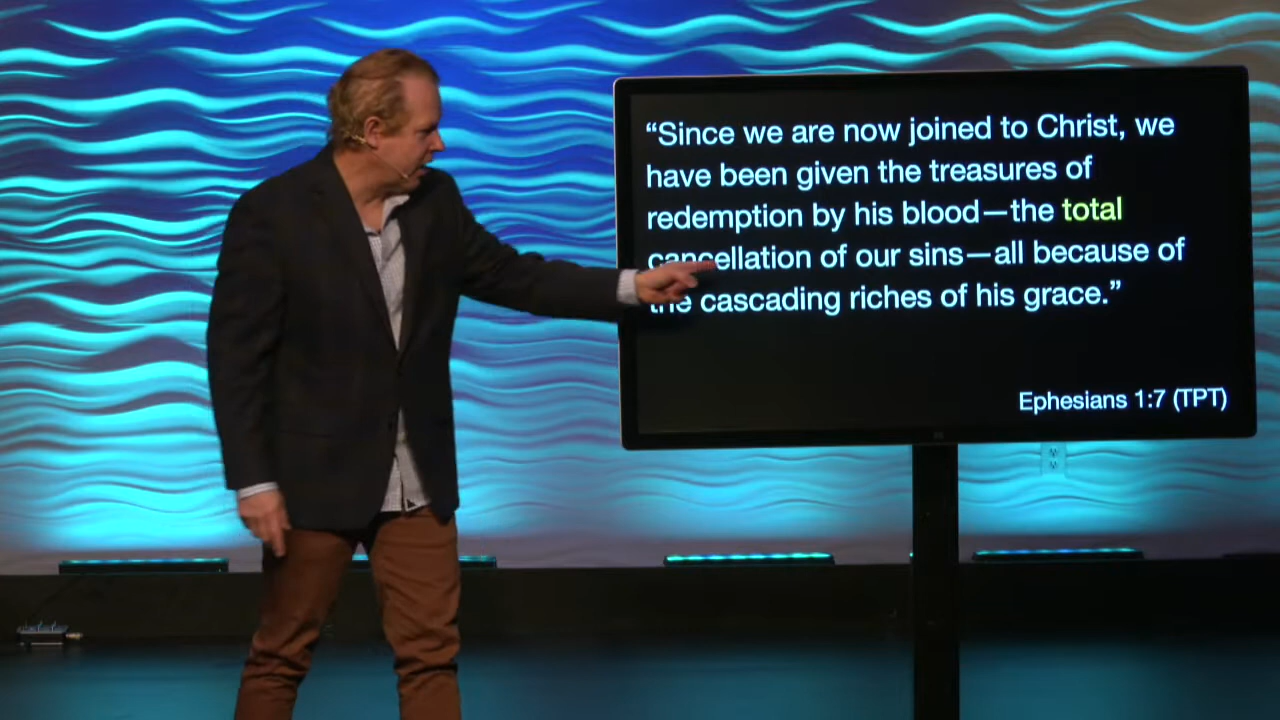 “Since we are now joined to Christ, we
have been given the treasures of
redemption by his blood—the total
cancellation of our sins—all because of
the cascading riches of his grace.”
Ephesians 1:7 (TPT)